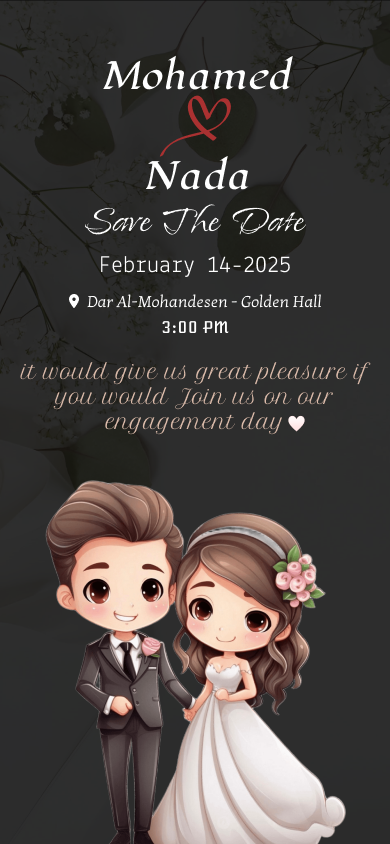 Mohamed
Nada
Save The Date
February 14-2025
Dar Al-Mohandesen - Golden Hall
3:00 PM
it would give us great pleasure if
you would Join us on our
engagement day